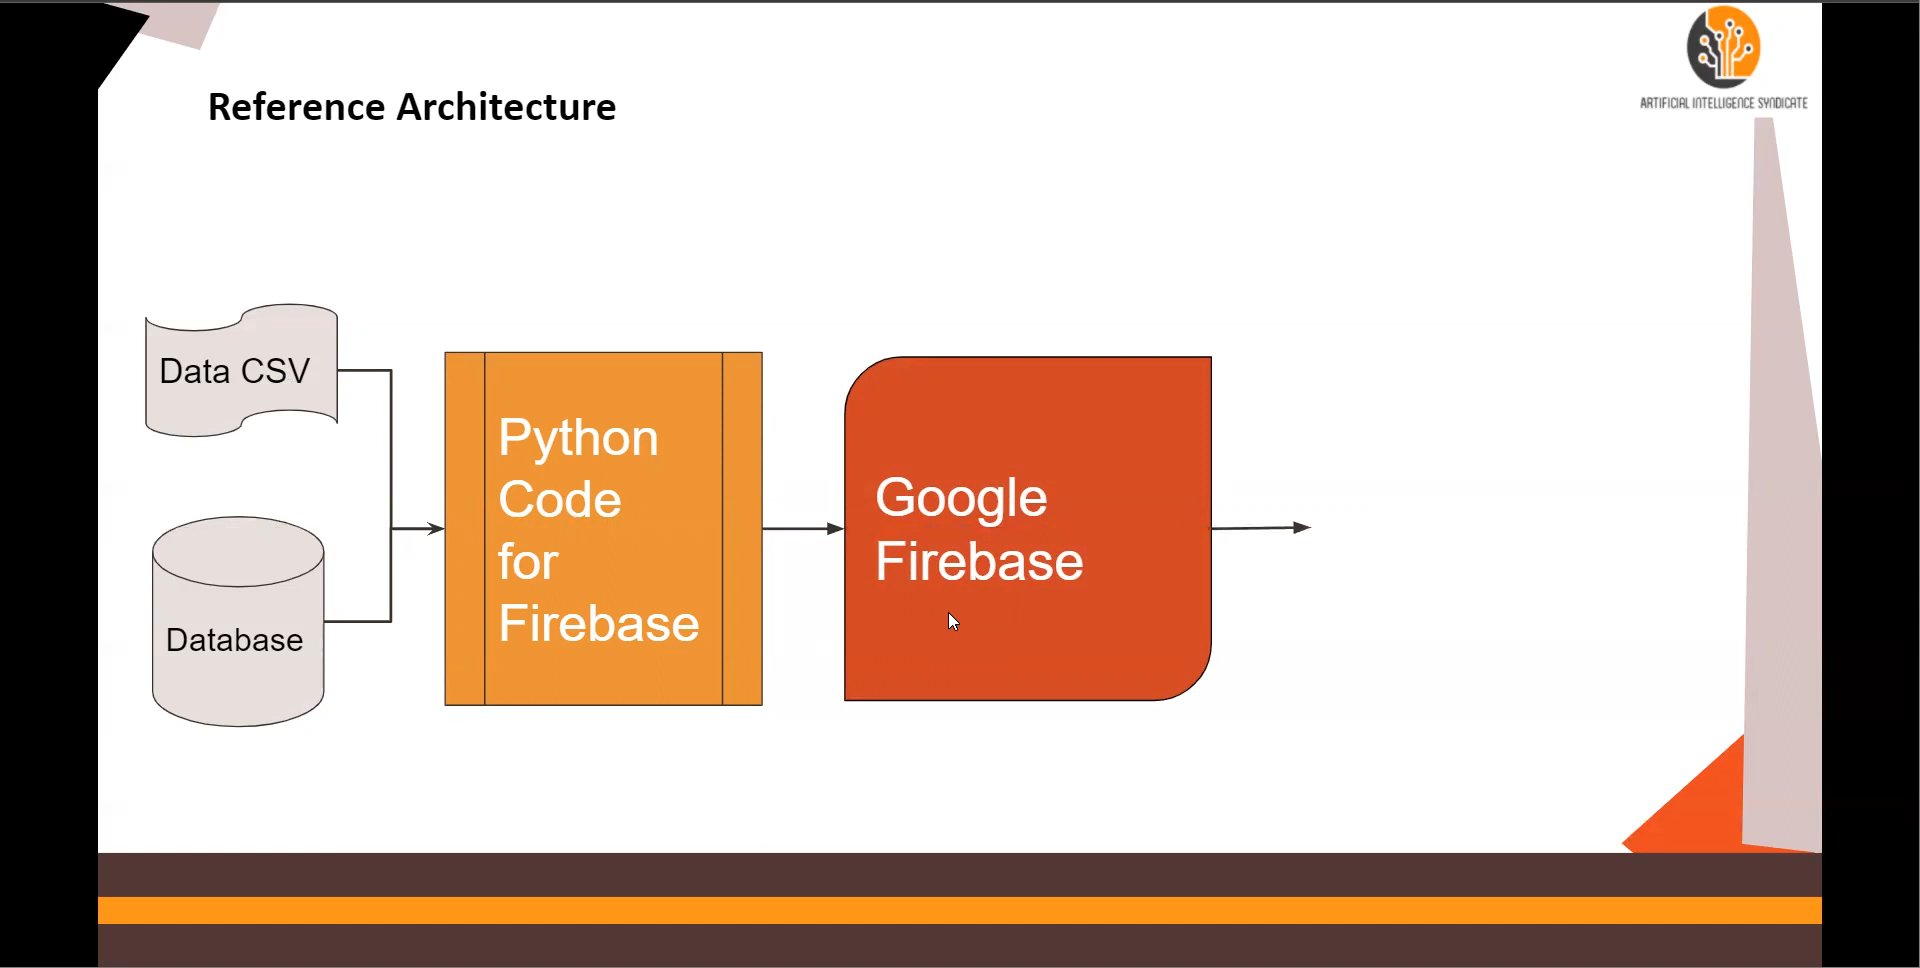 ARTIFICIAL INTELLIGENCE SYNDICATE
Reference Architecture
Data CSV
Database
Python
Code
for
Firebase
Google
Firebase